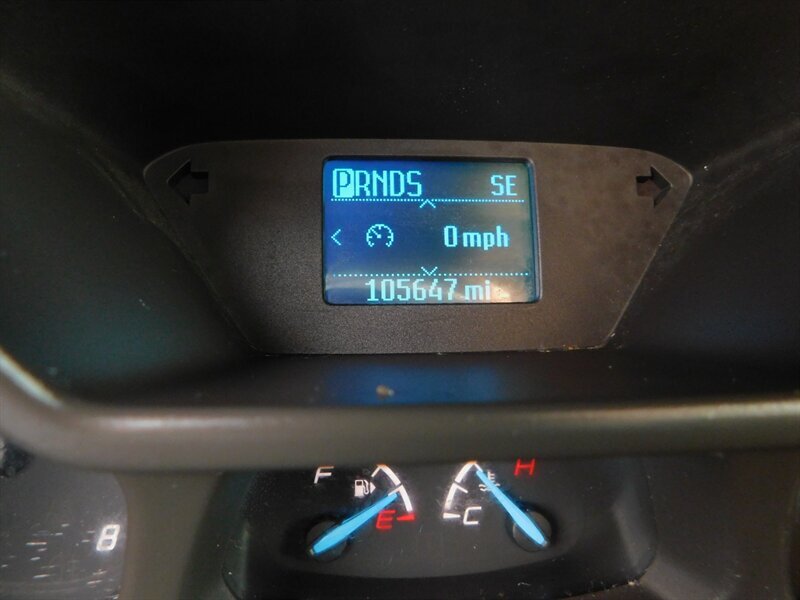 PRNDS SE
0 mph
105647 mi
F H
E C
8